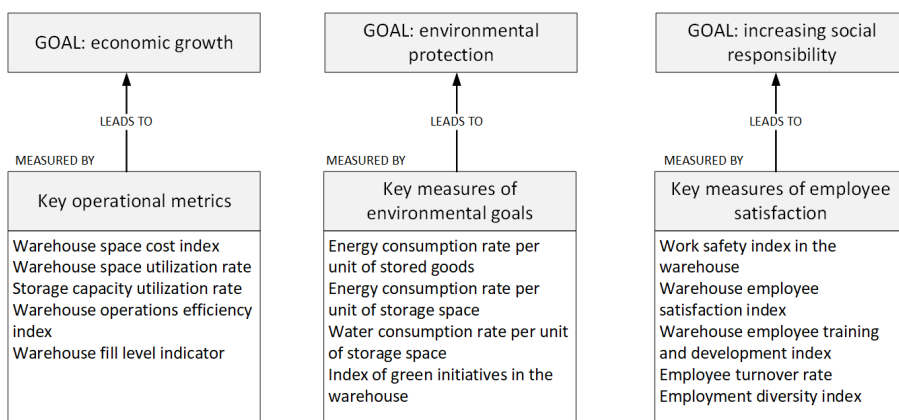 GOAL: economic growth
LEADS TO
MEASURED BY
Key operational metrics
Warehouse space cost index
Warehouse space utilization rate
Storage capacity utilization rate
Warehouse operations efficiency
index
Warehouse fill level indicator
GOAL: environmental
protection
LEADS TO
MEASURED BY
Key measures of
environmental goals
Energy consumption rate per
unit of stored goods
Energy consumption rate per
unit of storage space
Water consumption rate per unit
of storage space
Index of green initiatives in the
warehouse
GOAL: increasing social
responsibility
LEADS TO
MEASURED BY
Key measures of employee
satisfaction
Work safety index in the
warehouse
Warehouse employee
satisfaction index
Warehouse employee training
and development index
Employee turnover rate
Employment diversity index